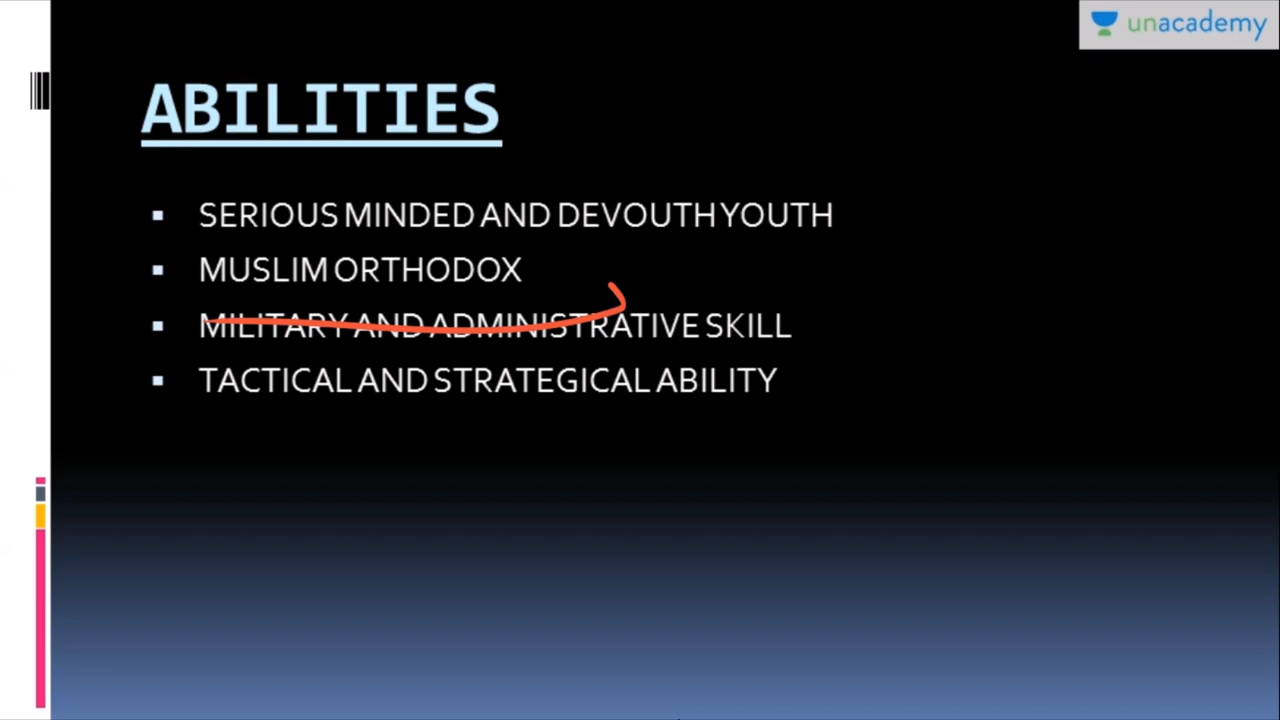 unacademy
ABILITIES
SERIOUS MINDED AND DEVOUTH YOUTH
MUSLIM ORTHODOX
MILITARY AND ADMINISTRATIVE SKILL
TACTICAL AND STRATEGICAL ABILITY